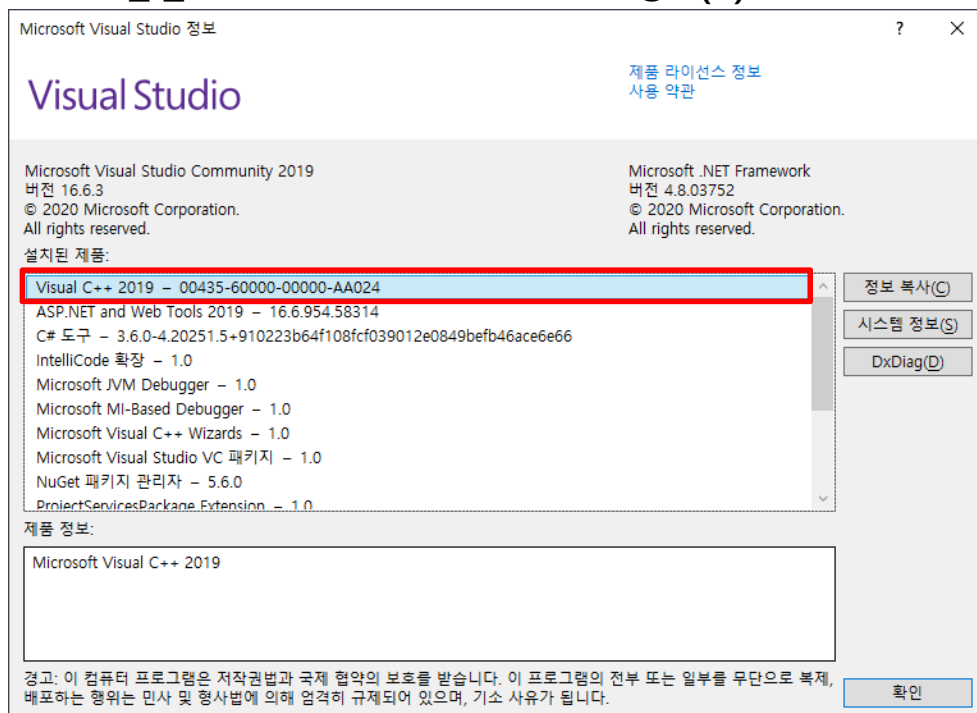 Microsoft Visual Studio 정보
? ×
Visual Studio
제품 라이선스 정보
사용 약관
Microsoft Visual Studio Community 2019
버전 16.6.3
© 2020 Microsoft Corporation.
All rights reserved.
Microsoft .NET Framework
버전 4.8.03752
© 2020 Microsoft Corporation.
All rights reserved.
설치된 제품:
Visual C++ 2019 – 00435-60000-00000-AA024
ASP.NET and Web Tools 2019 – 16.6.954.58314
C# 도구 – 3.6.0-4.20251.5+910223b64f108fcf039012e0849befb46ace6e66
IntelliCode 확장 – 1.0
Microsoft JVM Debugger – 1.0
Microsoft MI-Based Debugger – 1.0
Microsoft Visual C++ Wizards – 1.0
Microsoft Visual Studio VC 패키지 – 1.0
NuGet 패키지 관리자 – 5.6.0
ProjectServicesPackage Extension – 1.0
정보 복사(C)
시스템 정보(S)
DxDiag(D)
제품 정보:
Microsoft Visual C++ 2019
경고: 이 컴퓨터 프로그램은 저작권법과 국제 협약의 보호를 받습니다. 이 프로그램의 전부 또는 일부를 무단으로 복제,
배포하는 행위는 민사 및 형사법에 의해 엄격히 규제되어 있으며, 기소 사유가 됩니다.
확인